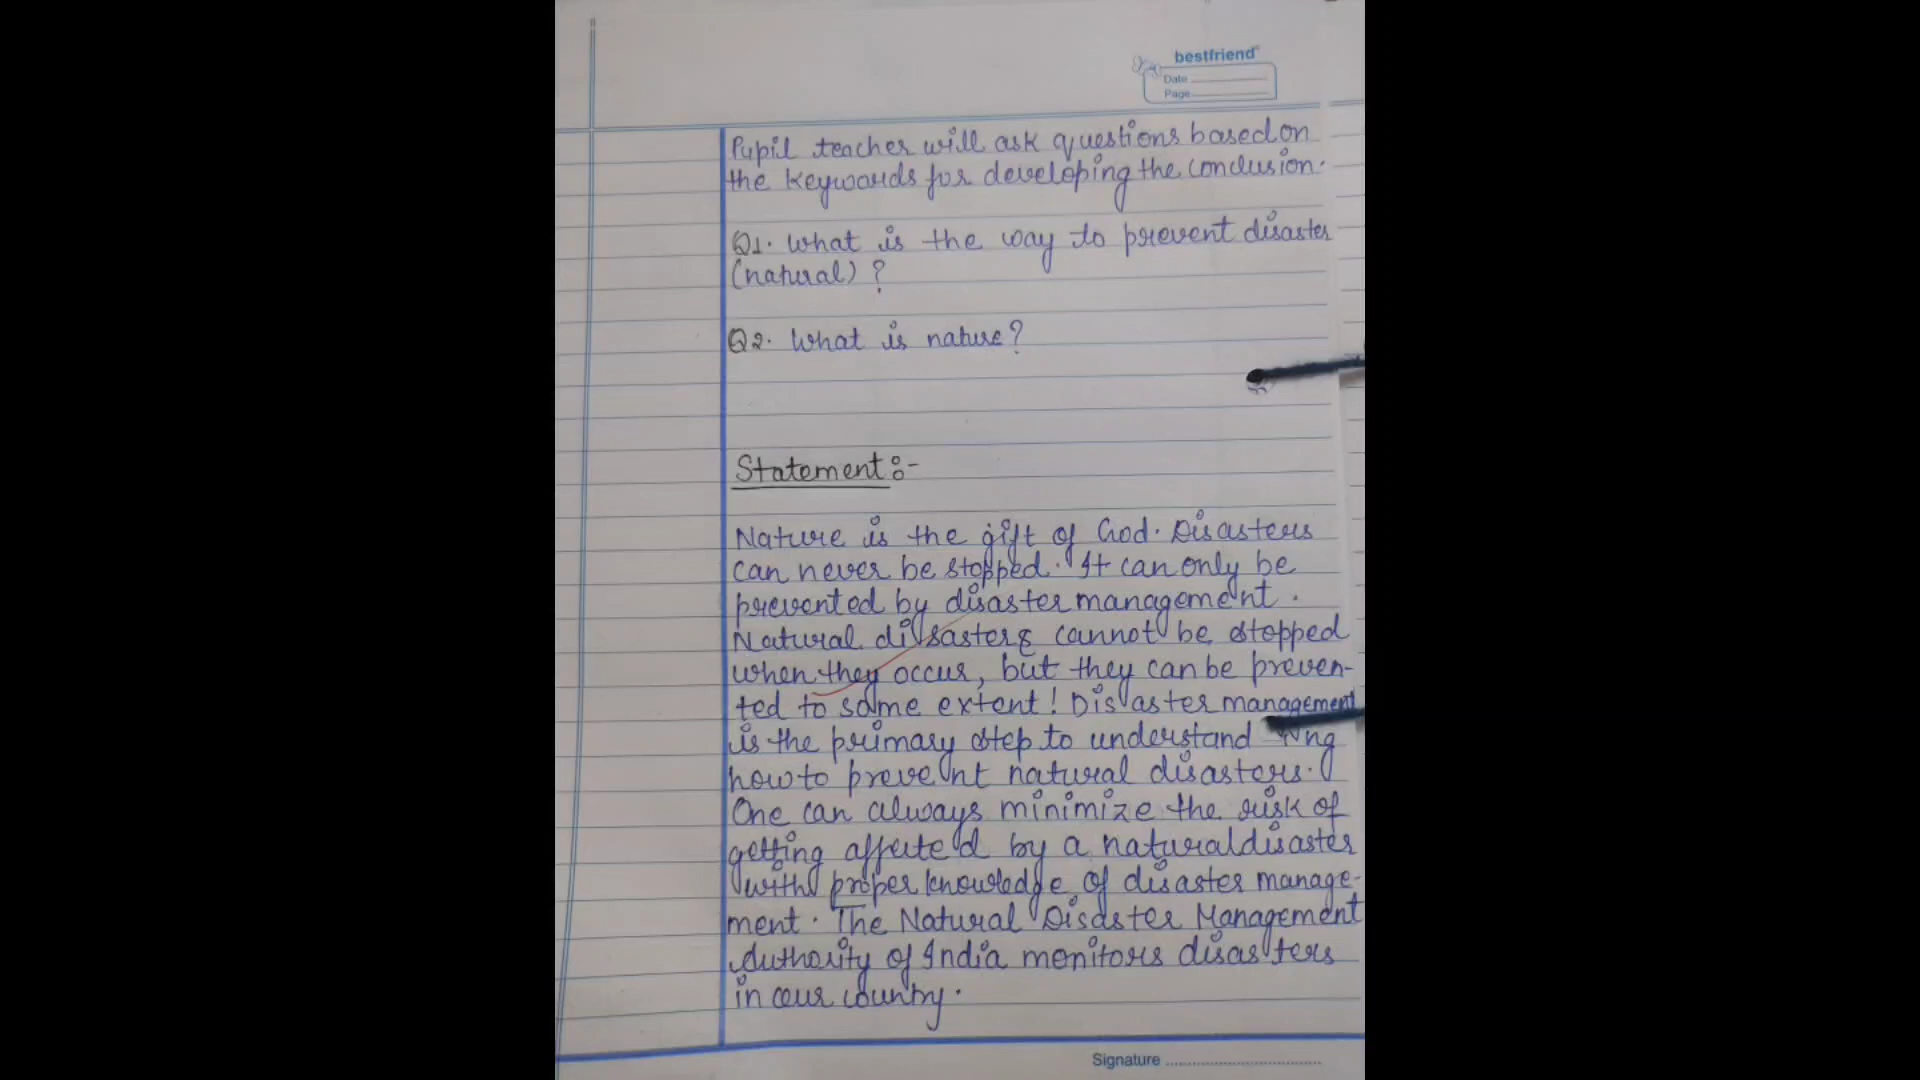 bestfriend
Date
Page
Pupil teacher will ask questions based on
the keywords for developing the conclusion.
Q1. What is the way to prevent disaster
(natural) ?
Q2. What is nature?
Statement :-
Nature is the gift of God. Disasters
can never be stopped. It can only be
prevented by disaster management.
Natural disasters cannot be stopped
when they occur, but they can be preven-
ted to some extent! Disaster management
is the primary step to understand ing
how to prevent natural disasters.
One can always minimize the risk of
getting affected by a natural disaster
with proper knowledge of disaster manage-
ment. The Natural Disaster Management
Authority of India monitors disasters
in our country.
Signature